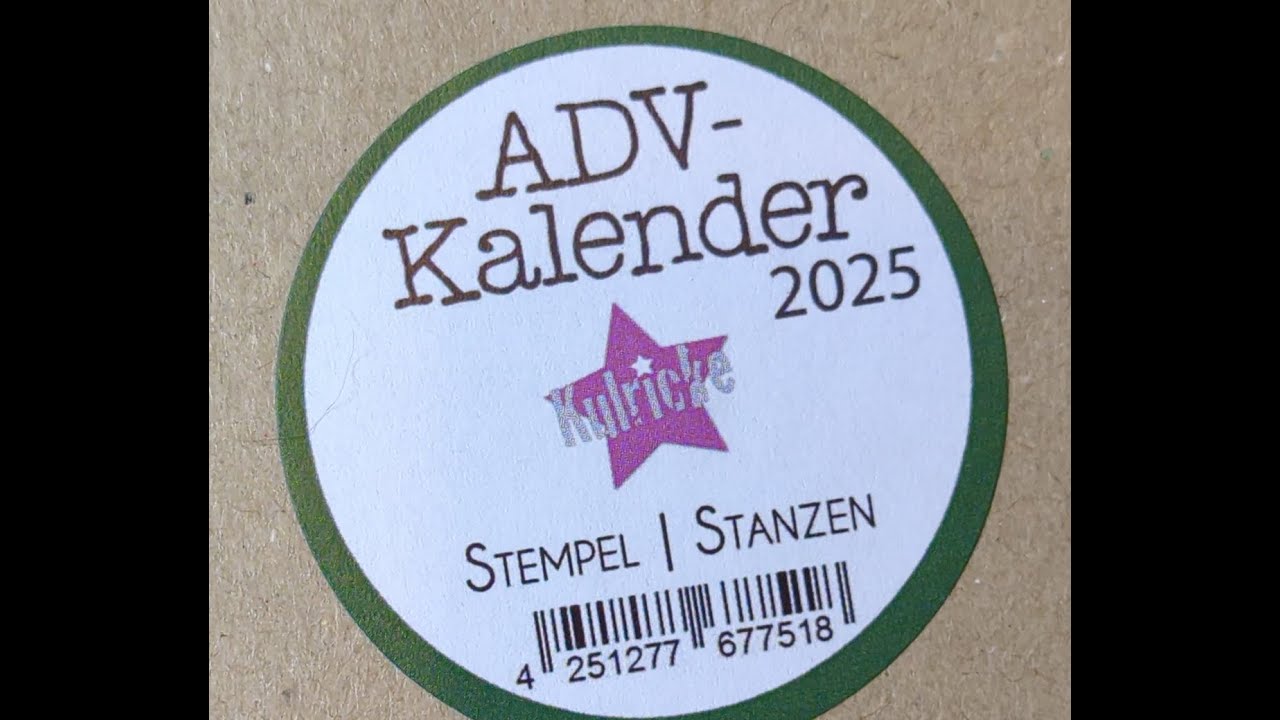 ADV-
Kalender
2025
Kulricke
STEMPEL | STANZEN
4 251277 677518